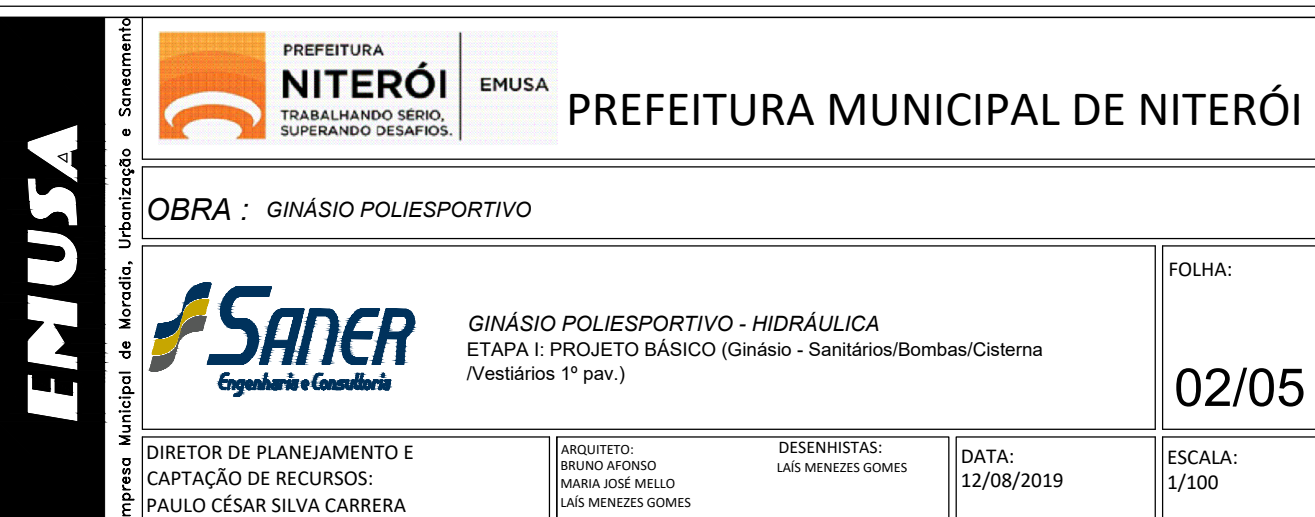 EMUSA
mpresa Municipal de Moradia, Urbanização e Saneamento
PREFEITURA
NITERÓI
TRABALHANDO SÉRIO,
SUPERANDO DESAFIOS.
EMUSA
PREFEITURA MUNICIPAL DE NITERÓI
OBRA : GINÁSIO POLIESPORTIVO
SANER
Engenharia e Consultoria
GINÁSIO POLIESPORTIVO - HIDRÁULICA
ETAPA I: PROJETO BÁSICO (Ginásio - Sanitários/Bombas/Cisterna
/Vestiários 1º pav.)
FOLHA:
02/05
DIRETOR DE PLANEJAMENTO E
CAPTAÇÃO DE RECURSOS:
PAULO CÉSAR SILVA CARRERA
ARQUITETO:
BRUNO AFONSO
MARIA JOSÉ MELLO
LAÍS MENEZES GOMES
DESENHISTAS:
LAÍS MENEZES GOMES
DATA:
12/08/2019
ESCALA:
1/100